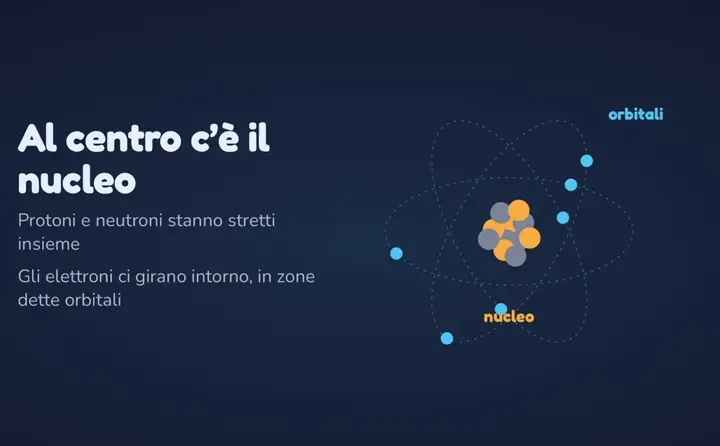 Al centro c'è il
nucleo
Protoni e neutroni stanno stretti
insieme
Gli elettroni ci girano intorno, in zone
dette orbitali
orbitali
nucleo